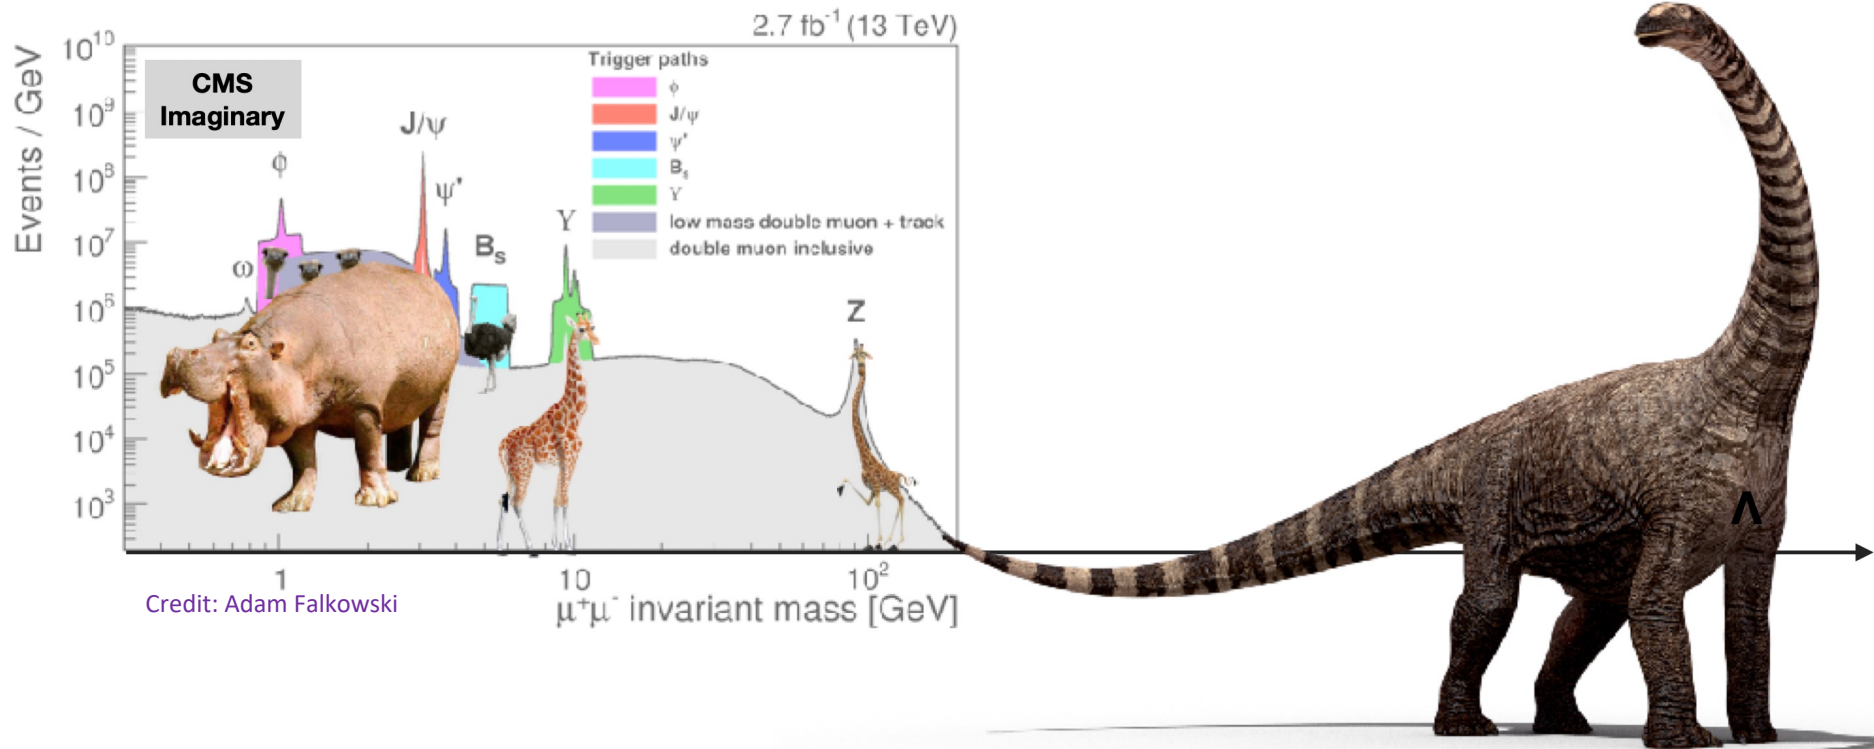 2.7 fb⁻¹ (13 TeV)
Events / GeV
10¹⁰
10⁹
10⁸
10⁷
10⁶
10⁵
10⁴
10³
CMS
Imaginary
Trigger paths
ϕ
J/ψ
ψ'
Bₛ
Υ
low mass double muon + track
double muon inclusive
ω
ϕ
J/ψ
ψ'
Bₛ
Υ
Z
Λ
1
10
10²
μ⁺μ⁻ invariant mass [GeV]
Credit: Adam Falkowski